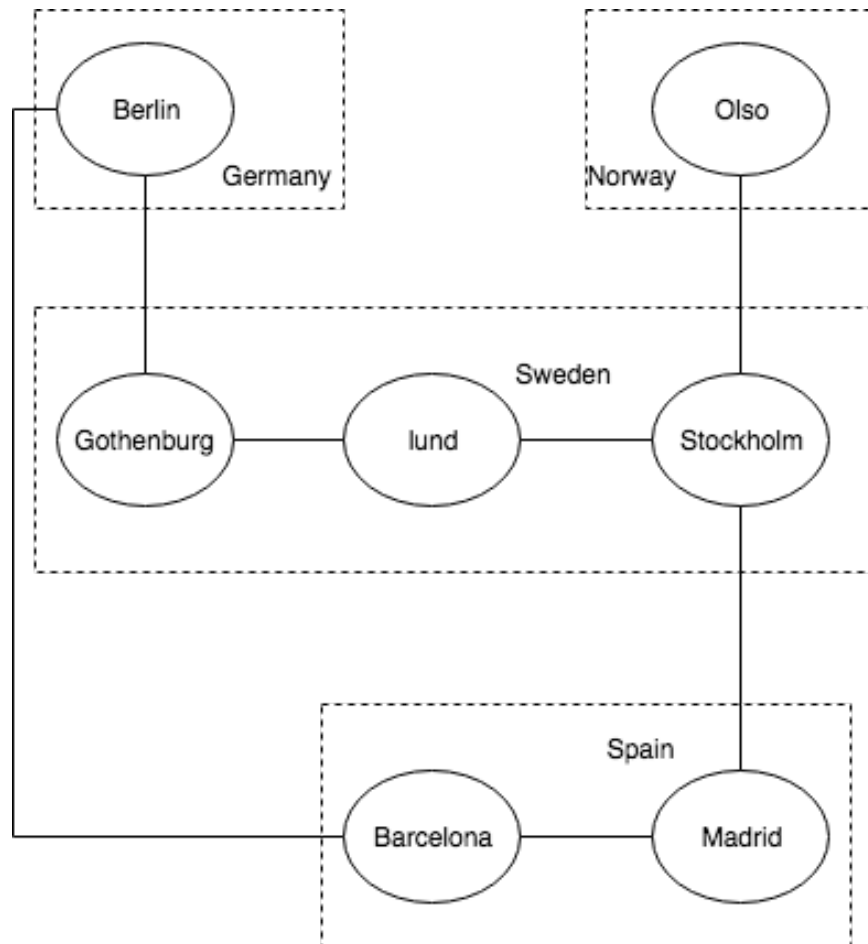 Berlin
Olso
Germany
Norway
Sweden
Gothenburg
lund
Stockholm
Spain
Barcelona
Madrid